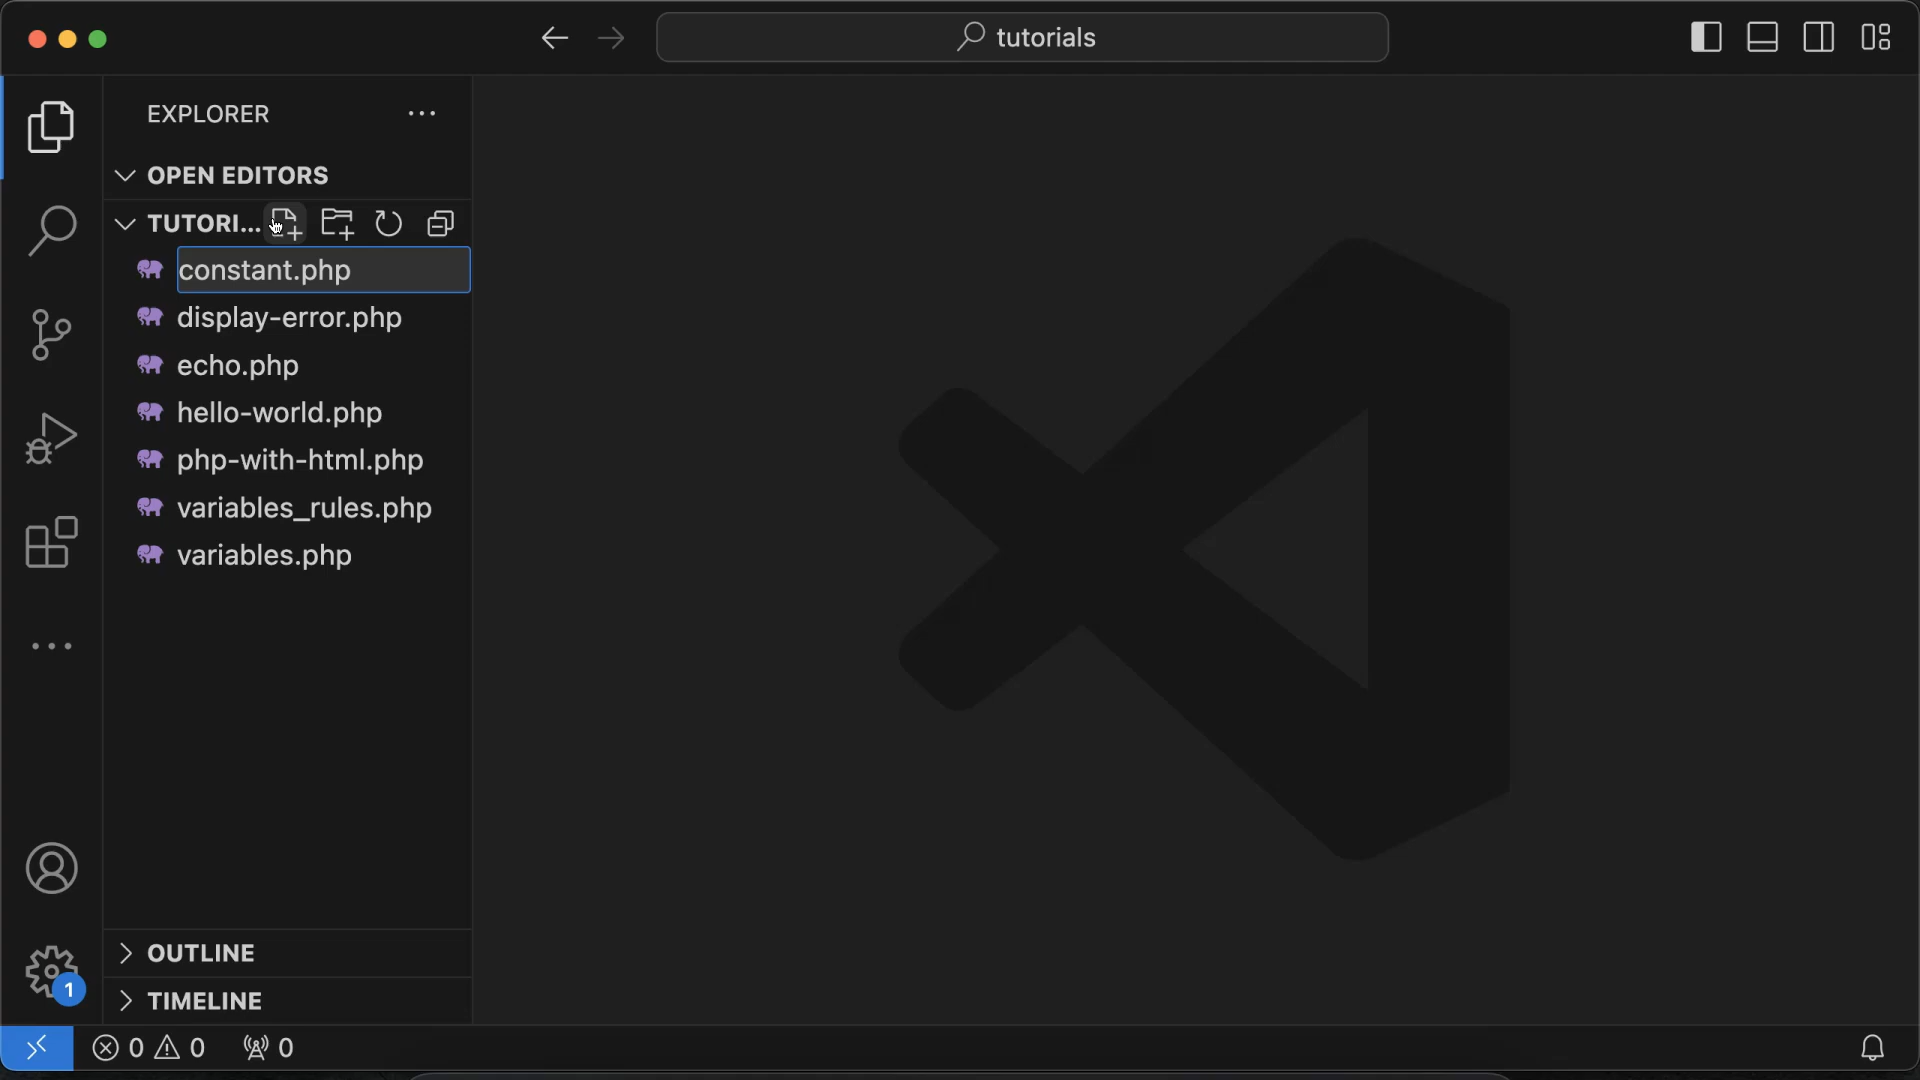 tutorials
EXPLORER
OPEN EDITORS
TUTORI...
constant.php
display-error.php
echo.php
hello-world.php
php-with-html.php
variables_rules.php
variables.php
OUTLINE
1
TIMELINE
0 0 0